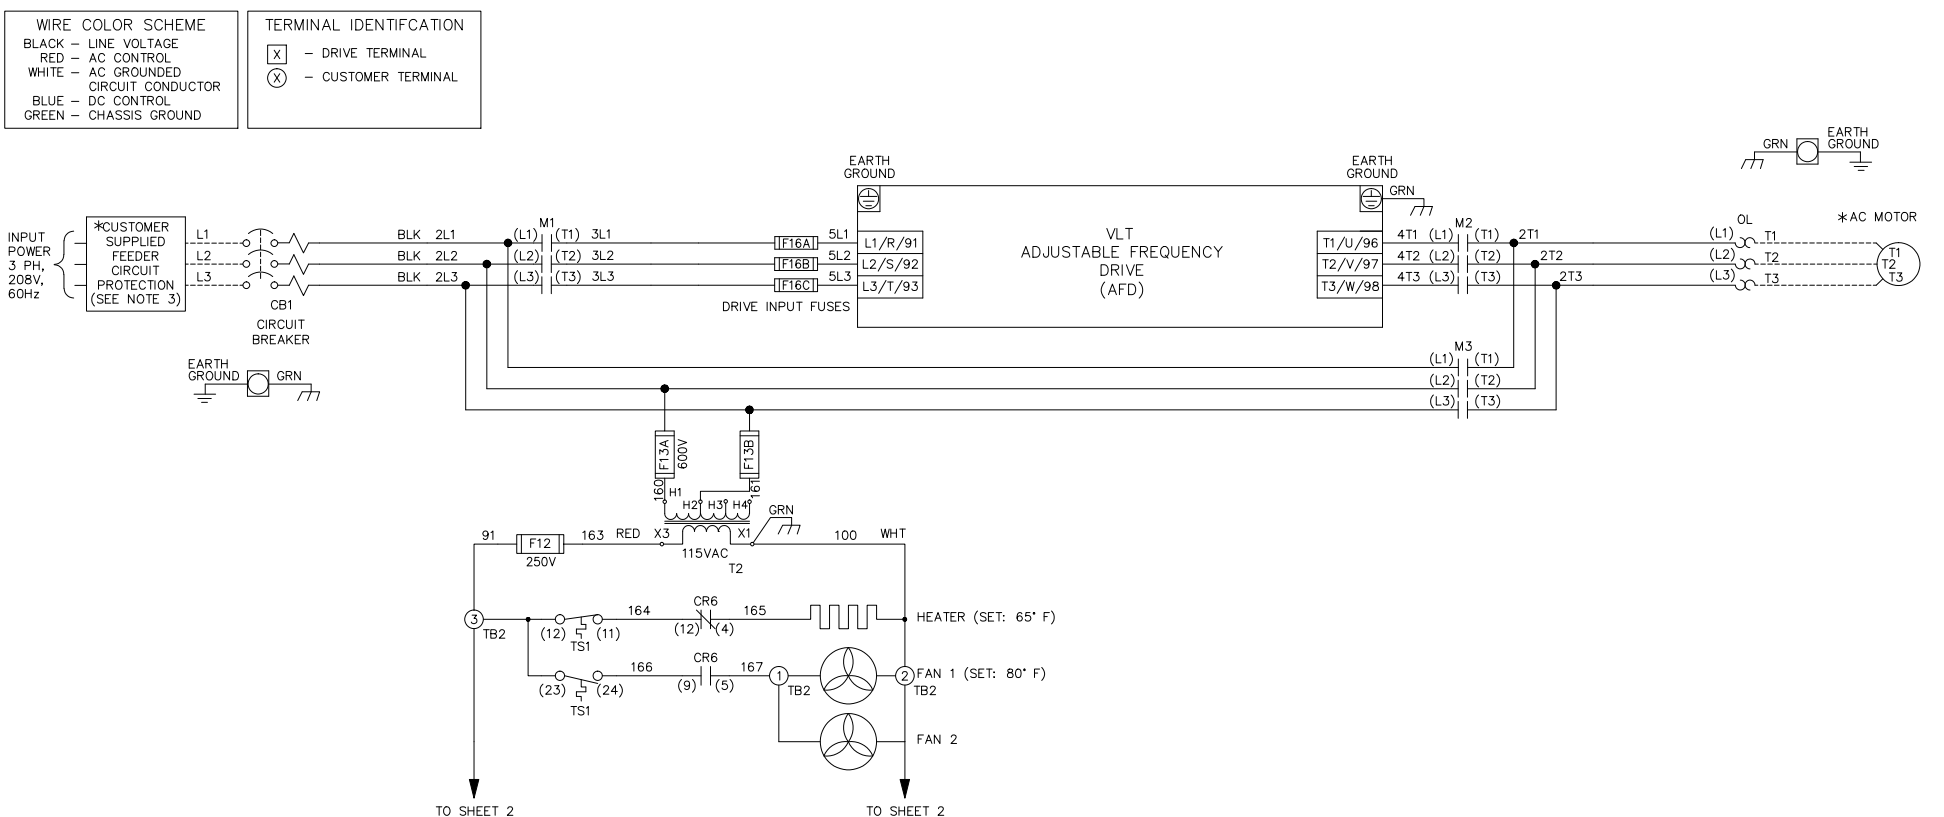 WIRE COLOR SCHEME
BLACK – LINE VOLTAGE
RED – AC CONTROL
WHITE – AC GROUNDED
CIRCUIT CONDUCTOR
BLUE – DC CONTROL
GREEN – CHASSIS GROUND
TERMINAL IDENTIFCATION
X – DRIVE TERMINAL
X – CUSTOMER TERMINAL
INPUT
POWER
3 PH,
208V,
60Hz
*CUSTOMER
SUPPLIED
FEEDER
CIRCUIT
PROTECTION
(SEE NOTE 3)
L1
L2
L3
CB1
CIRCUIT
BREAKER
EARTH
GROUND
GRN
BLK 2L1
BLK 2L2
BLK 2L3
M1
(L1) (T1) 3L1
(L2) (T2) 3L2
(L3) (T3) 3L3
F16A 5L1
F16B 5L2
F16C 5L3
DRIVE INPUT FUSES
EARTH
GROUND
L1/R/91
L2/S/92
L3/T/93
VLT
ADJUSTABLE FREQUENCY
DRIVE
(AFD)
EARTH
GROUND
GRN
T1/U/96
T2/V/97
T3/W/98
M2
4T1 (L1) (T1) 2T1
4T2 (L2) (T2) 2T2
4T3 (L3) (T3) 2T3
M3
(L1) (T1)
(L2) (T2)
(L3) (T3)
GRN
EARTH
GROUND
OL
(L1) T1
(L2) T2
(L3) T3
*AC MOTOR
T1
T2
T3
F13A
600V
F13B
160
161
H1
H2 H3 H4
GRN
91
F12
250V
163 RED X3
X1
115VAC
T2
100 WHT
3
TB2
(12) (11)
TS1
164
CR6
(12) (4)
165
HEATER (SET: 65° F)
(23) (24)
TS1
166
CR6
(9) (5)
167
1
TB2
2
TB2
FAN 1 (SET: 80° F)
FAN 2
TO SHEET 2
TO SHEET 2